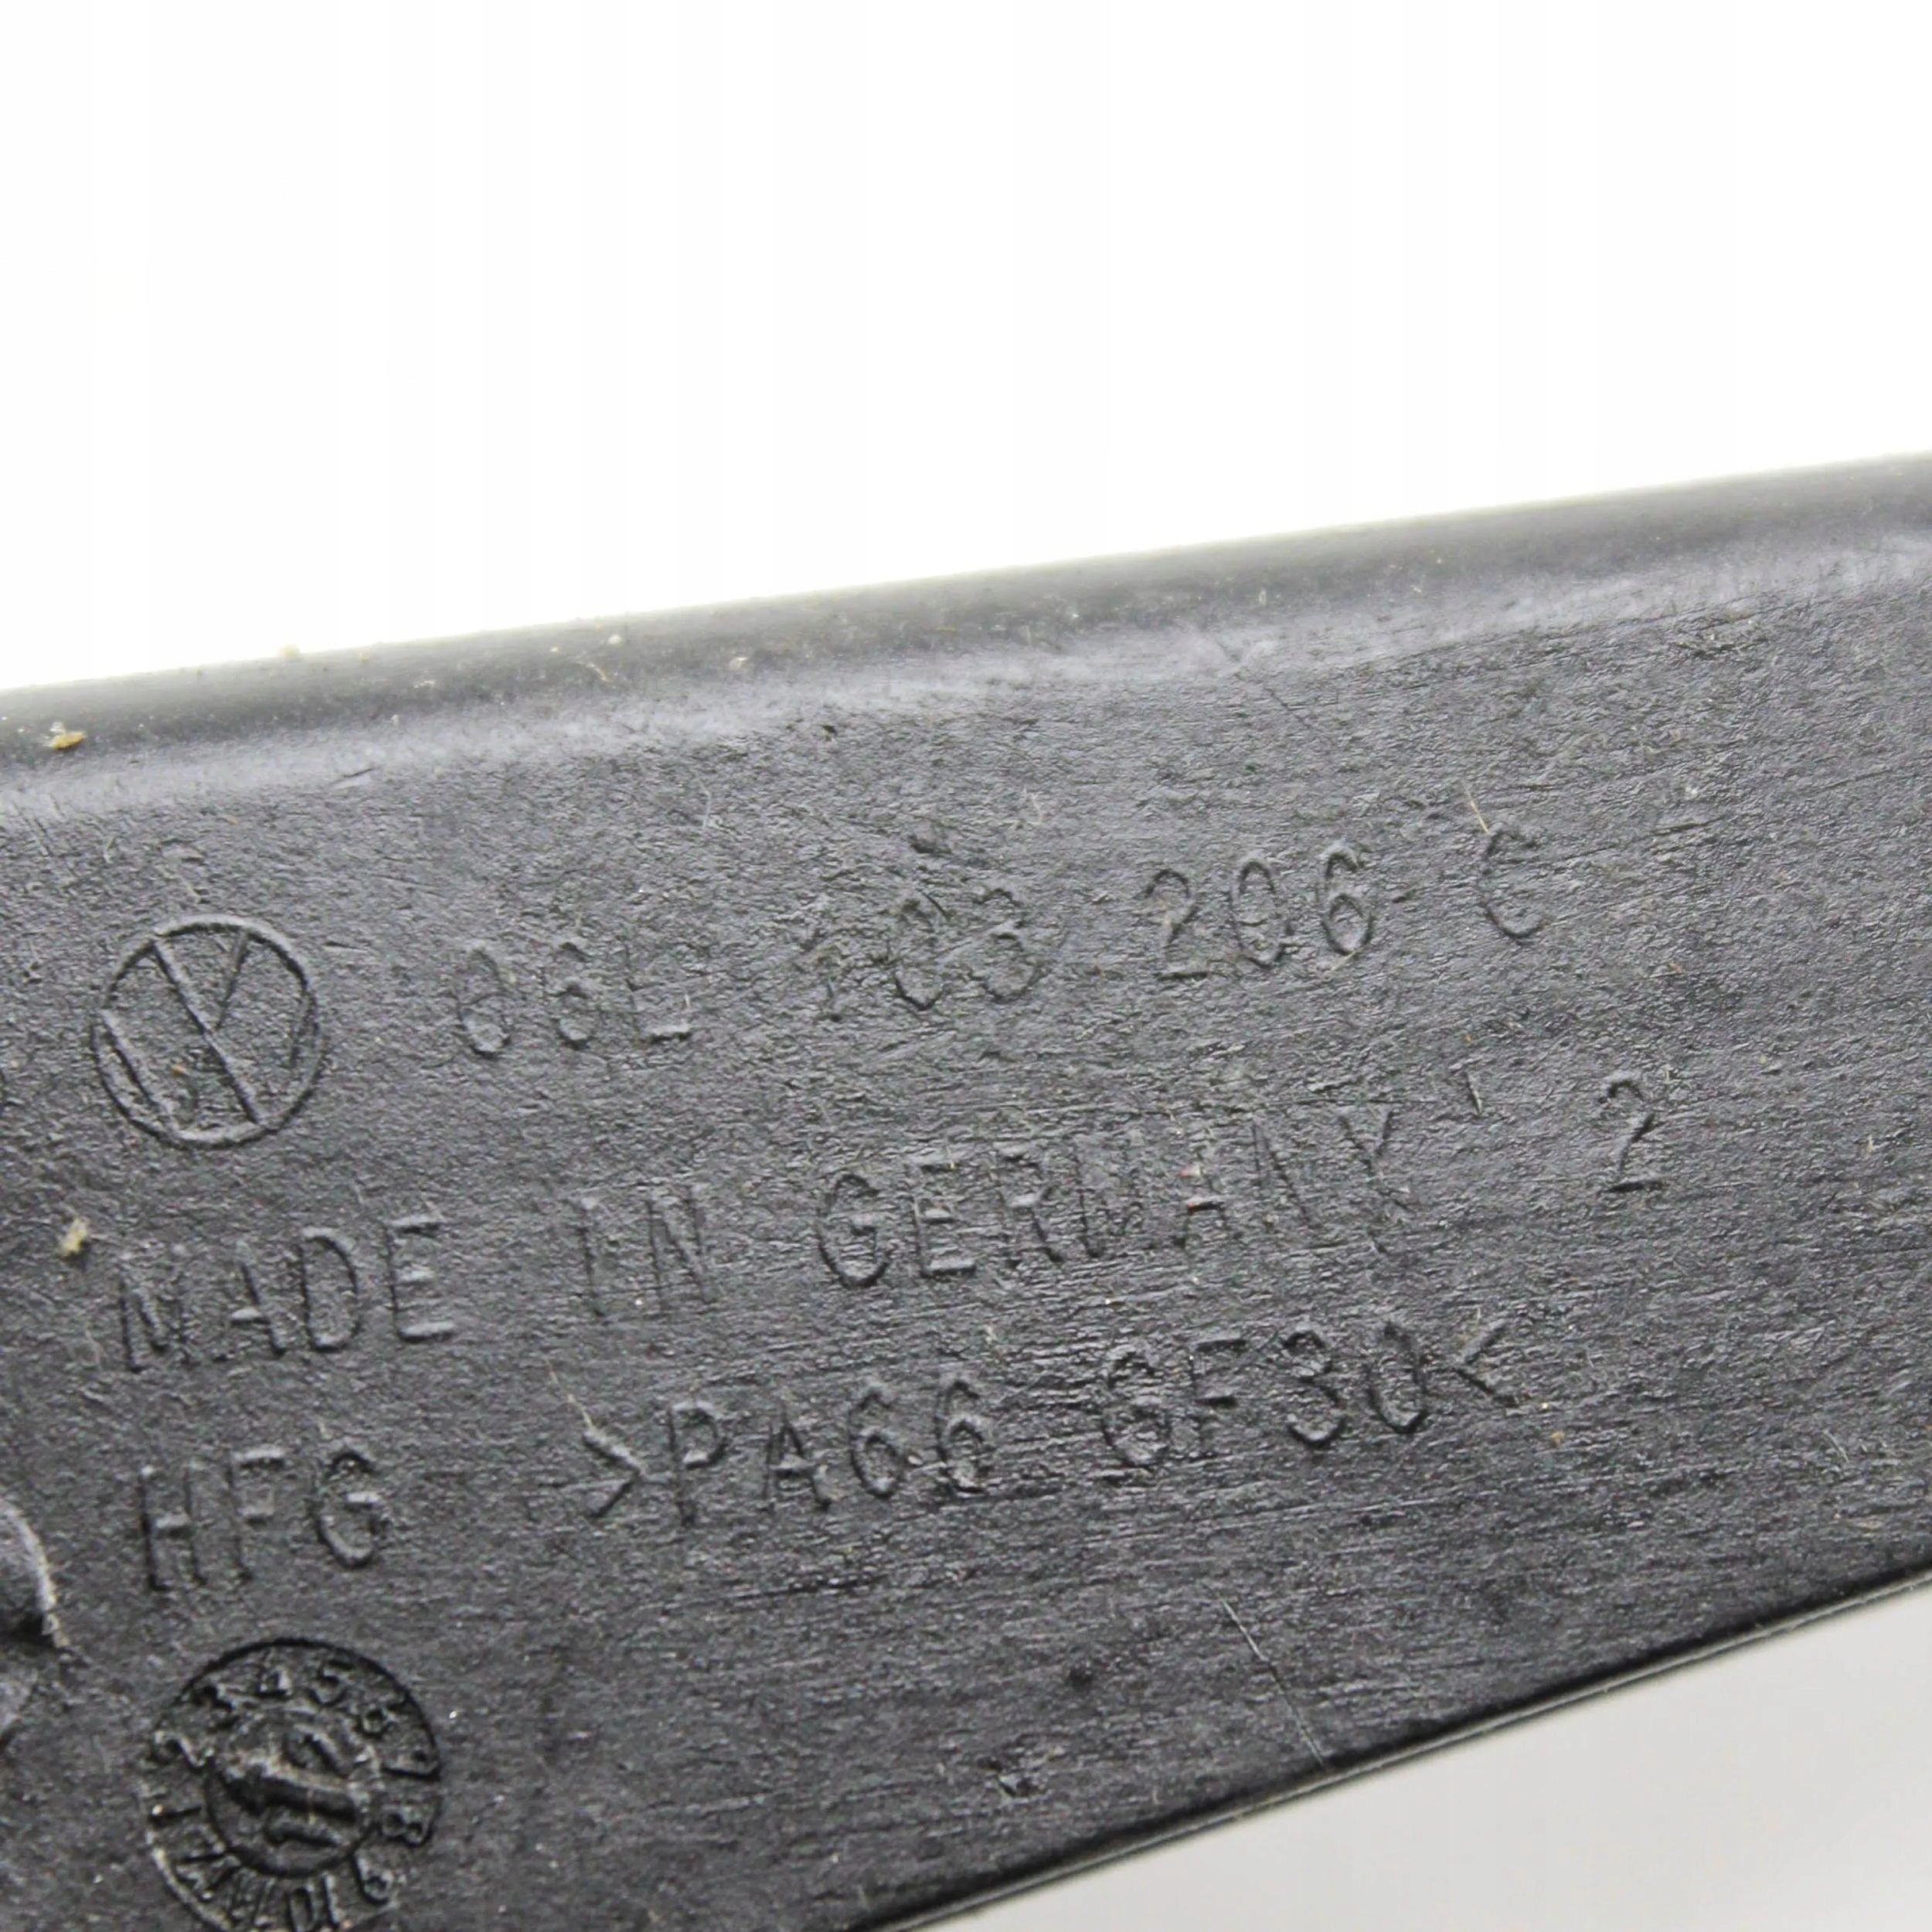 06L 103 206 C
MADE IN GERMANY 2
HFG >PA66 GF30<